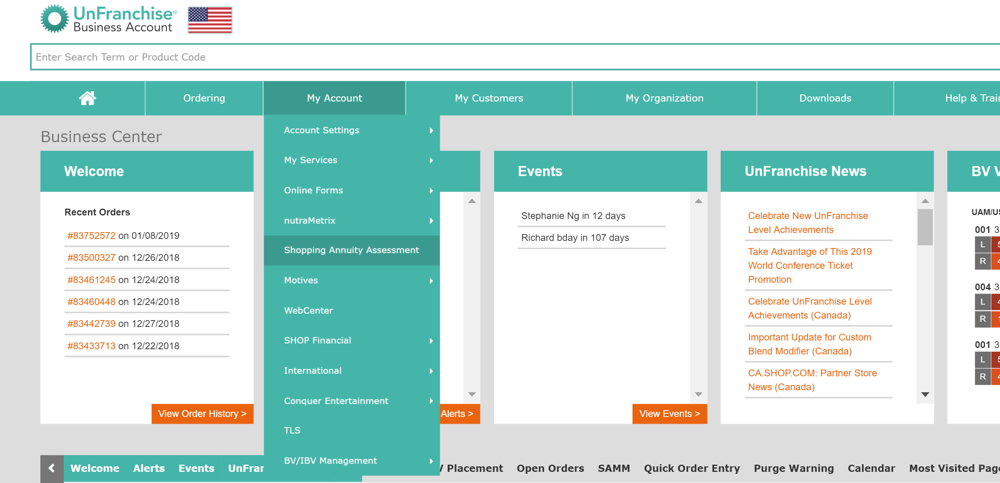 UnFranchise®
Business Account
Enter Search Term or Product Code
Ordering
My Account
My Customers
My Organization
Downloads
Help &
Business Center
Account Settings
My Services
Online Forms
nutraMetrix
Shopping Annuity Assessment
Motives
WebCenter
SHOP Financial
International
Conquer Entertainment
TLS
BV/IBV Management
Welcome
Recent Orders
#83752572 on 01/08/2019
#83500327 on 12/26/2018
#83461245 on 12/24/2018
#83460448 on 12/24/2018
#83442739 on 12/27/2018
#83433713 on 12/22/2018
View Order History >
Alerts >
Events
Stephanie Ng in 12 days
Richard bday in 107 days
View Events >
UnFranchise News
Celebrate New UnFranchise
Level Achievements
Take Advantage of This 2019
World Conference Ticket
Promotion
Celebrate UnFranchise Level
Achievements (Canada)
Important Update for Custom
Blend Modifier (Canada)
CA.SHOP.COM: Partner Store
News (Canada)
BV
001 3
L
R
004 3
L
R
001 3
L
R
Welcome Alerts Events UnFran
Placement Open Orders SAMM Quick Order Entry Purge Warning Calendar Most Visited